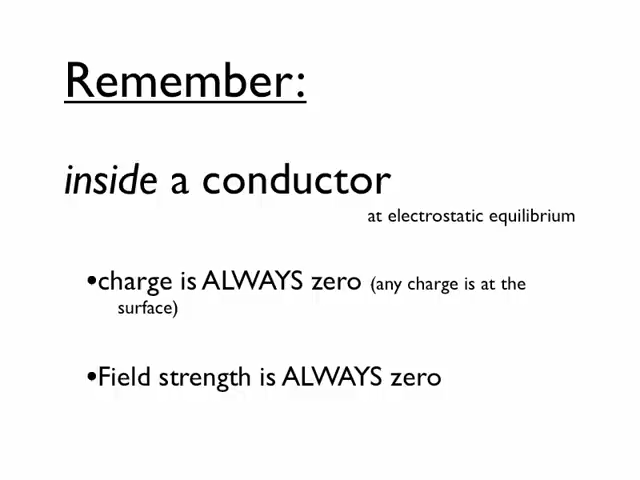 Remember:
inside a conductor
at electrostatic equilibrium
•charge is ALWAYS zero (any charge is at the
surface)
•Field strength is ALWAYS zero